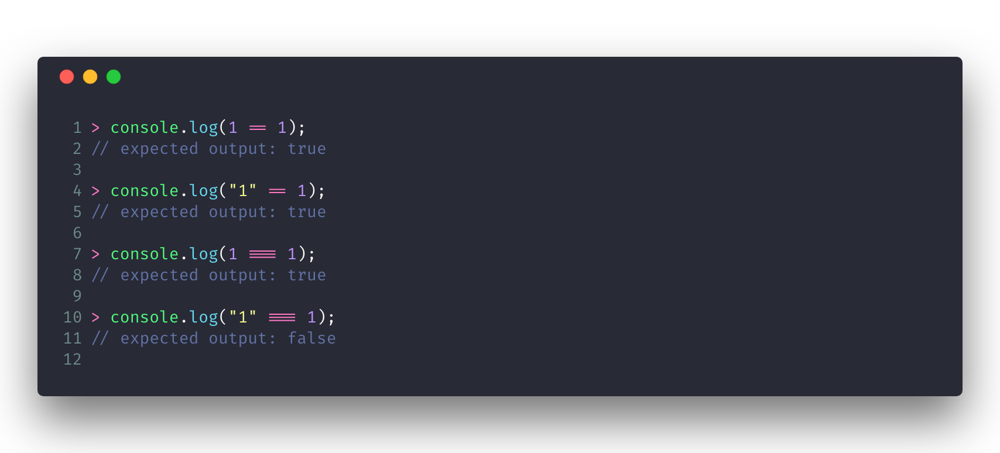 1 > console.log(1 == 1);
2 // expected output: true
3
4 > console.log("1" == 1);
5 // expected output: true
6
7 > console.log(1 === 1);
8 // expected output: true
9
10 > console.log("1" === 1);
11 // expected output: false
12